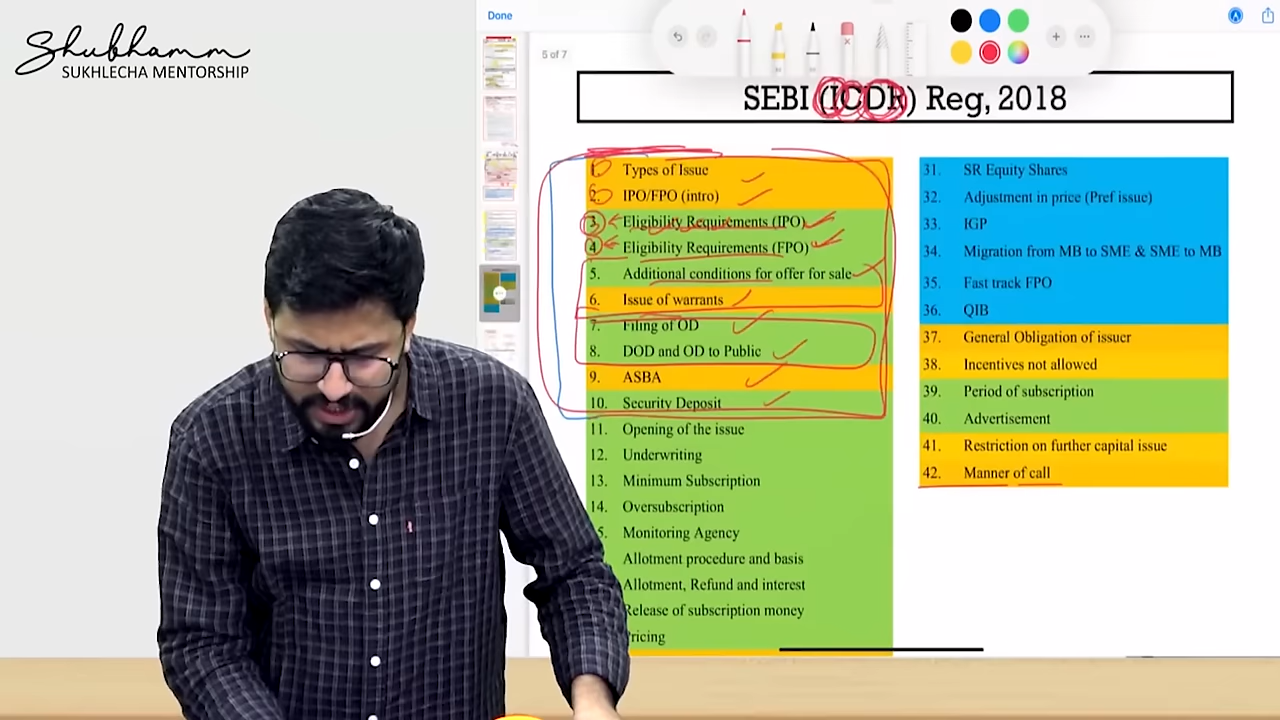 Shubhamm
SUKHLECHA MENTORSHIP
Done
5 of 7
SEBI (ICDR) Reg, 2018
1. Types of Issue
2. IPO/FPO (intro)
3. Eligibility Requirements (IPO)
4. Eligibility Requirements (FPO)
5. Additional conditions for offer for sale
6. Issue of warrants
7. Filing of OD
8. DOD and OD to Public
9. ASBA
10. Security Deposit
11. Opening of the issue
12. Underwriting
13. Minimum Subscription
14. Oversubscription
5. Monitoring Agency
Allotment procedure and basis
Allotment, Refund and interest
Release of subscription money
Pricing
31. SR Equity Shares
32. Adjustment in price (Pref issue)
33. IGP
34. Migration from MB to SME & SME to MB
35. Fast track FPO
36. QIB
37. General Obligation of issuer
38. Incentives not allowed
39. Period of subscription
40. Advertisement
41. Restriction on further capital issue
42. Manner of call